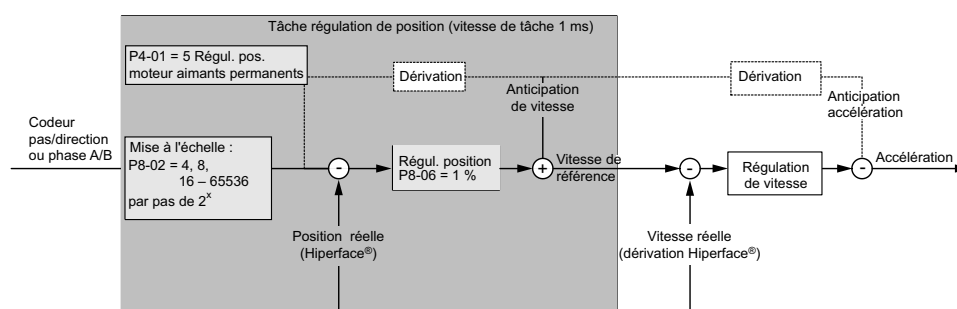 Tâche régulation de position (vitesse de tâche 1 ms)
P4-01 = 5 Régul. pos.
moteur aimants permanents
Dérivation
Dérivation
Anticipation
de vitesse
Anticipation
accélération
Codeur
pas/direction
ou phase A/B
Mise à l'échelle :
P8-02 = 4, 8,
16 – 65536
par pas de 2^x
-
Régul. position
P8-06 = 1 %
+
Vitesse de
référence
-
Régulation
de vitesse
-
Accélération
Position réelle
(Hiperface®)
Vitesse réelle
(dérivation Hiperface®)